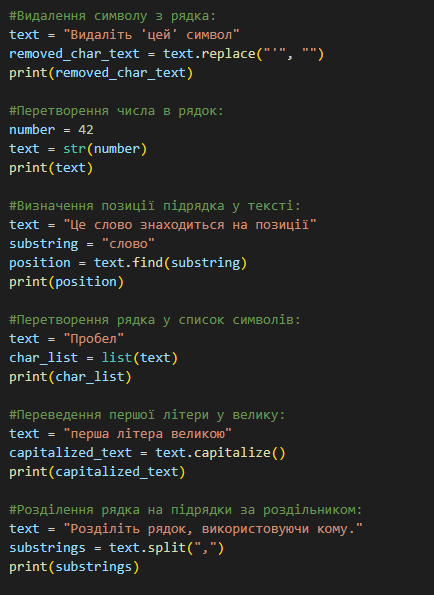 #Видалення символу з рядка:
text = "Видаліть 'цей' символ"
removed_char_text = text.replace("'", "")
print(removed_char_text)
#Перетворення числа в рядок:
number = 42
text = str(number)
print(text)
#Визначення позиції підрядка у тексті:
text = "Це слово знаходиться на позиції"
substring = "слово"
position = text.find(substring)
print(position)
#Перетворення рядка у список символів:
text = "Пробел"
char_list = list(text)
print(char_list)
#Переведення першої літери у велику:
text = "перша літера великою"
capitalized_text = text.capitalize()
print(capitalized_text)
#Розділення рядка на підрядки за роздільником:
text = "Розділіть рядок, використовуючи кому."
substrings = text.split(",")
print(substrings)